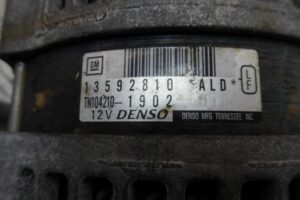 GM 13592810 *ALD* L F
TN104210-1902
12V DENSO DENSO MFG TENNESSEE, INC.